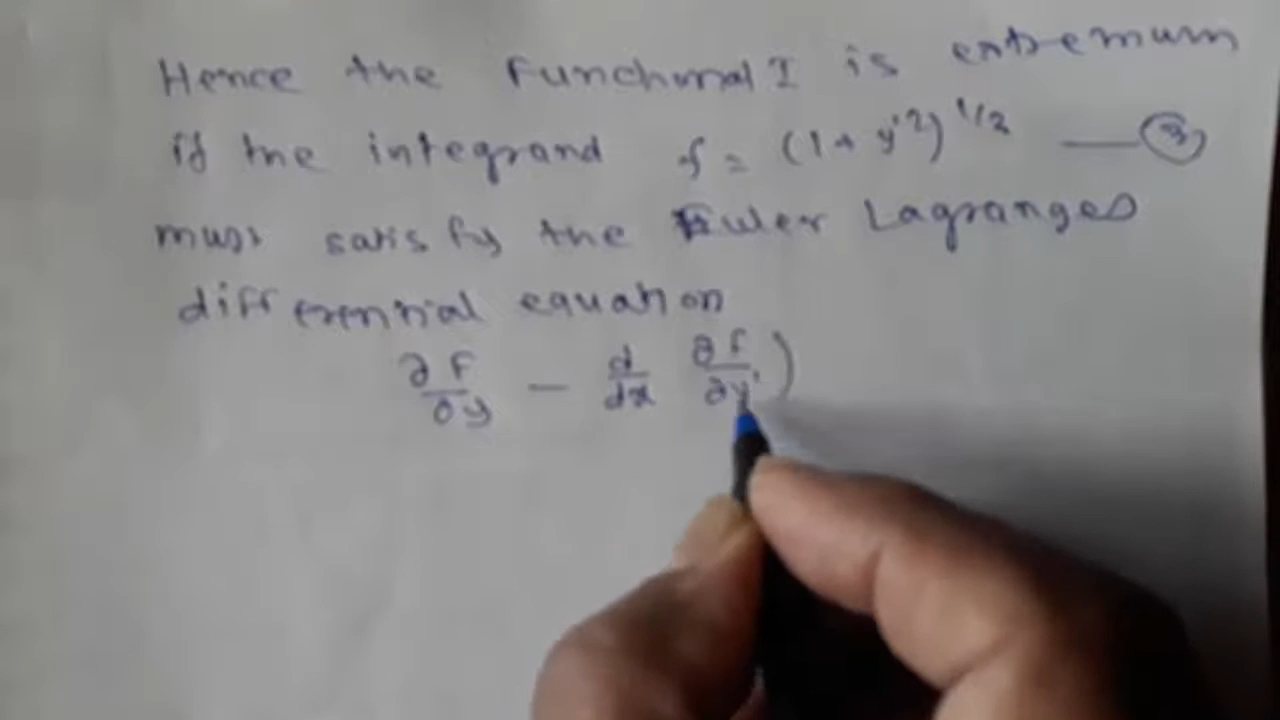 Hence the Functional I is extremum
if the integrand f = (1+ y'²)^1/2 —— (3)
must satisfy the Euler Lagranges
differential equation
∂F/∂y — d/dx ∂f/∂y' )